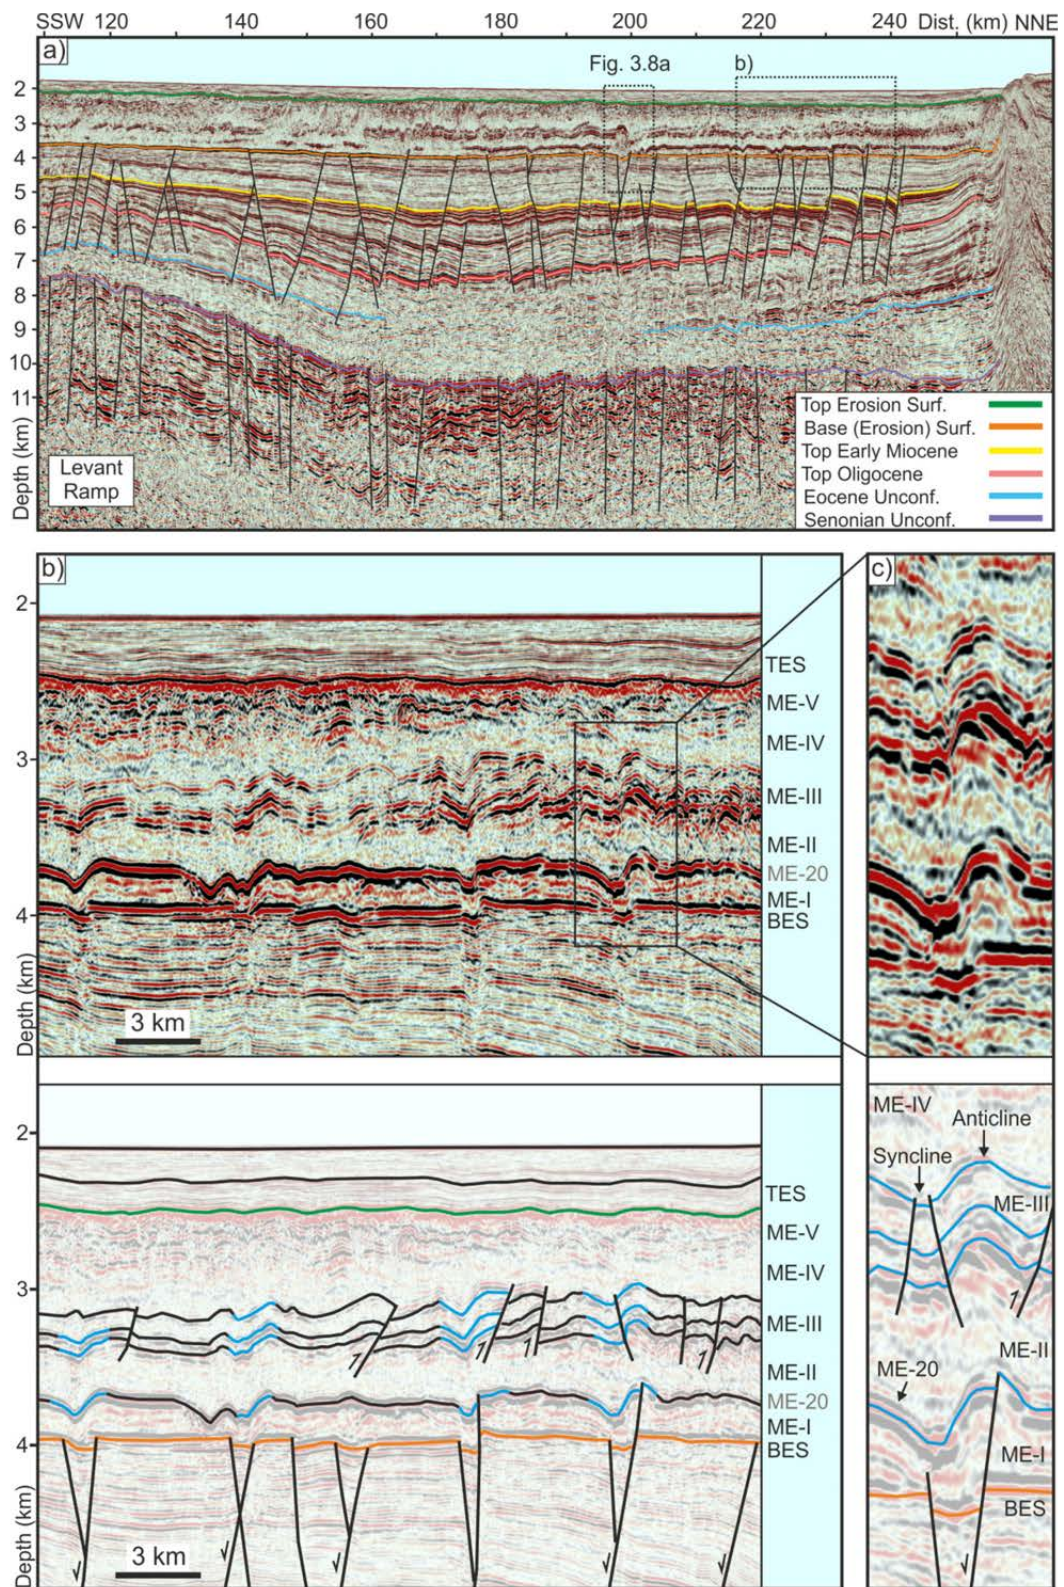 SSW 120 140 160 180 200 220 240 Dist. (km) NNE
a)
Fig. 3.8a
b)
2
3
4
5
6
7
8
9
10
11
Depth (km)
Levant
Ramp
Top Erosion Surf.
Base (Erosion) Surf.
Top Early Miocene
Top Oligocene
Eocene Unconf.
Senonian Unconf.
b)
2
3
4
Depth (km)
3 km
TES
ME-V
ME-IV
ME-III
ME-II
ME-20
ME-I
BES
c)
2
3
4
Depth (km)
3 km
TES
ME-V
ME-IV
ME-III
ME-II
ME-20
ME-I
BES
ME-IV
Anticline
Syncline
ME-III
ME-II
ME-20
ME-I
BES